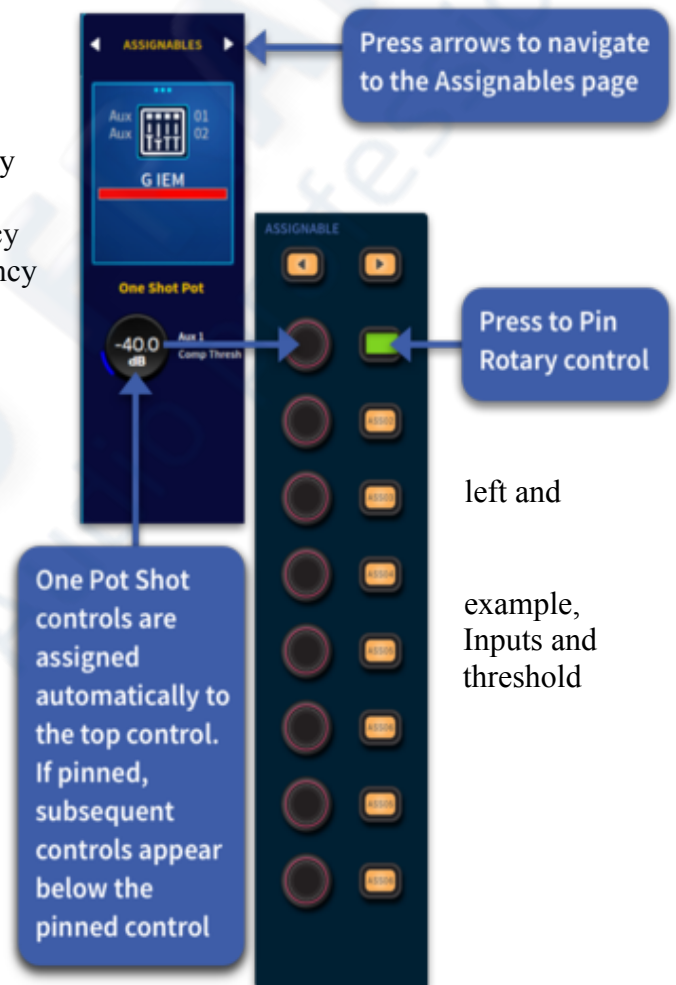 ASSIGNABLES
Press arrows to navigate
to the Assignables page
Aux 01
Aux 02
G IEM
y
cy
ncy
ASSIGNABLE
One Shot Pot
-40.0
dB
Aux 1
Comp Thresh
Press to Pin
Rotary control
ASS02
ASS03
ASS04
left and
example,
Inputs and
threshold
One Pot Shot
controls are
assigned
automatically to
the top control.
If pinned,
subsequent
controls appear
below the
pinned control